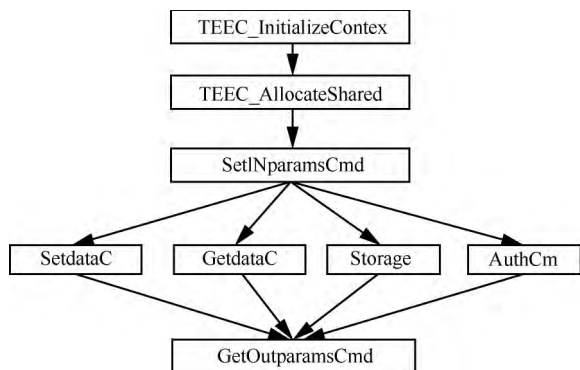 TEEC_InitializeContex
TEEC_AllocateShared
SetlNparamsCmd
SetdataC
GetdataC
Storage
AuthCm
GetOutparamsCmd